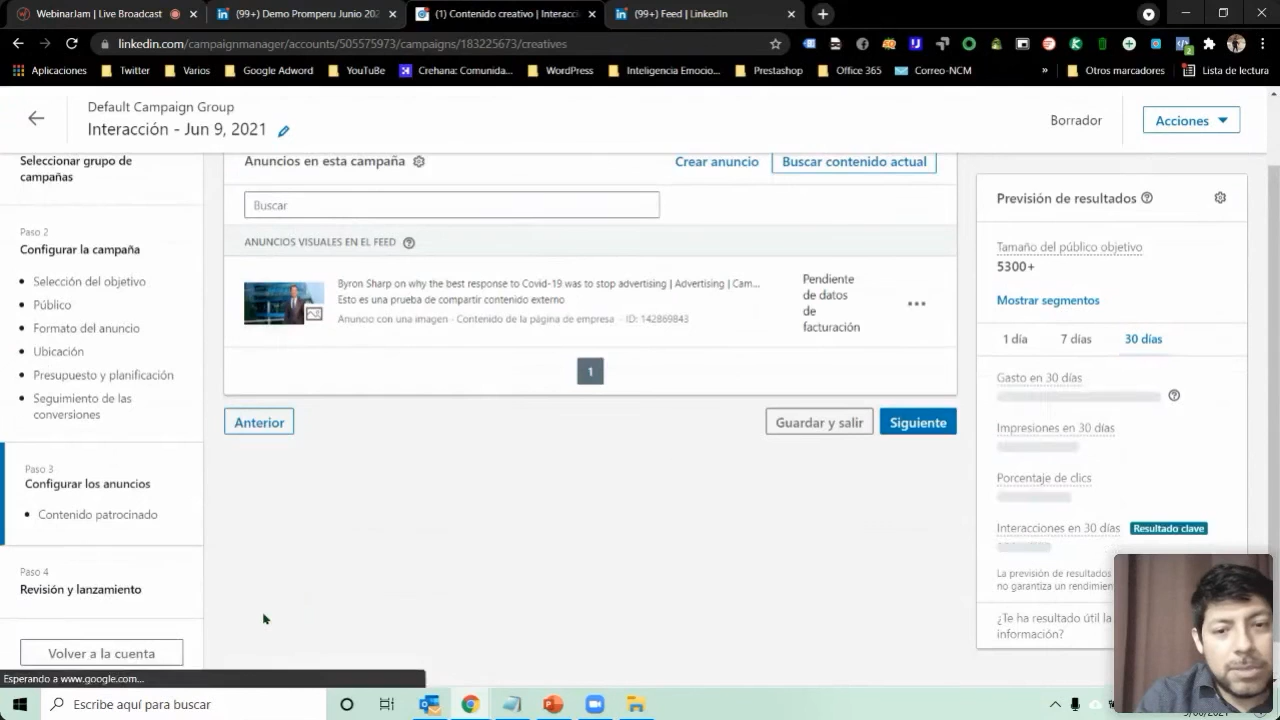 WebinarJam | Live Broadcast
(99+) Demo Promperu Junio 202
(1) Contenido creativo | Interacci
(99+) Feed | LinkedIn
linkedin.com/campaignmanager/accounts/505575973/campaigns/183225673/creatives
Aplicaciones
Twitter
Varios
Google Adword
YouTube
Crehana: Comunida...
WordPress
Inteligencia Emocio...
Prestashop
Office 365
Correo-NCM
»
Otros marcadores
Lista de lectura
Default Campaign Group
Interacción - Jun 9, 2021
Borrador
Acciones
Seleccionar grupo de
campañas
Paso 2
Configurar la campaña
Selección del objetivo
Público
Formato del anuncio
Ubicación
Presupuesto y planificación
Seguimiento de las
conversiones
Paso 3
Configurar los anuncios
Contenido patrocinado
Paso 4
Revisión y lanzamiento
Volver a la cuenta
Anuncios en esta campaña
Crear anuncio
Buscar contenido actual
Buscar
ANUNCIOS VISUALES EN EL FEED
Byron Sharp on why the best response to Covid-19 was to stop advertising | Advertising | Cam...
Esto es una prueba de compartir contenido externo
Anuncio con una imagen - Contenido de la página de empresa - ID: 142869843
Pendiente
de datos
de
facturación
1
Anterior
Guardar y salir
Siguiente
Previsión de resultados
Tamaño del público objetivo
5300+
Mostrar segmentos
1 día
7 días
30 días
Gasto en 30 días
Impresiones en 30 días
Porcentaje de clics
Interacciones en 30 días
Resultado clave
La previsión de resultados
no garantiza un rendimien
¿Te ha resultado útil la
información?
Esperando a www.google.com...
Escribe aquí para buscar